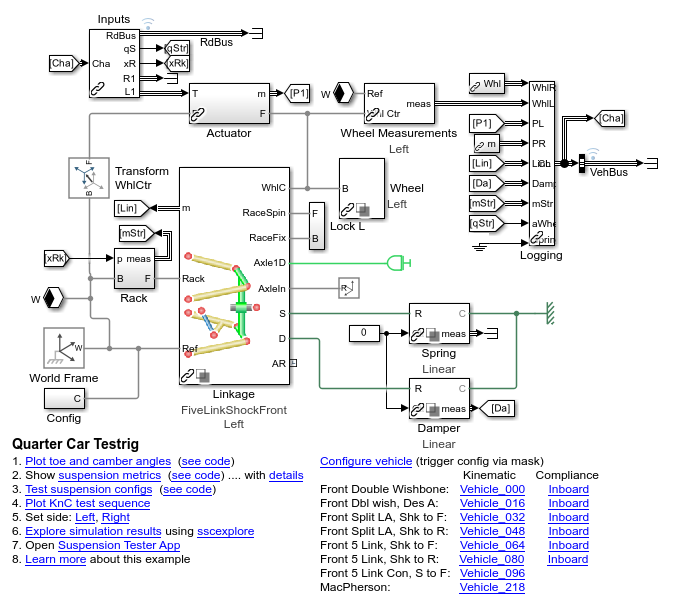 Inputs
RdBus
qS
xR
R1
L1
Cha
[Cha]
[qStr]
[xRk]
RdBus
T
m
F
Actuator
[P1]
W
Ref
meas
Wheel Measurements
Left
Whl
[P1]
m
[Lin]
[Da]
[mStr]
[qStr]
WhlR
WhlL
PL
PR
mStr
Logging
[Cha]
VehBus
F
B
Transform
WhlCtr
[Lin]
[mStr]
[xRk]
p meas
B F
Rack
W
W
World Frame
C
Config
m
Rack
Ref
WhlC
RaceSpin
RaceFix
Axle1D
AxleIn
S
D
AR
Linkage
FiveLinkShockFront
Left
B
Wheel
Left
F
B
Lock L
R
0
R C
meas
Spring
Linear
R C
meas
Damper
Linear
[Da]
Quarter Car Testrig
1. Plot toe and camber angles (see code)
2. Show suspension metrics (see code) .... with details
3. Test suspension configs (see code)
4. Plot KnC test sequence
5. Set side: Left, Right
6. Explore simulation results using sscexplore
7. Open Suspension Tester App
8. Learn more about this example
Configure vehicle (trigger config via mask)
Kinematic Compliance
Front Double Wishbone: Vehicle_000 Inboard
Front Dbl wish, Des A: Vehicle_016 Inboard
Front Split LA, Shk to F: Vehicle_032 Inboard
Front Split LA, Shk to R: Vehicle_048 Inboard
Front 5 Link, Shk to F: Vehicle_064 Inboard
Front 5 Link, Shk to R: Vehicle_080 Inboard
Front 5 Link Con, S to F: Vehicle_096
MacPherson: Vehicle_218